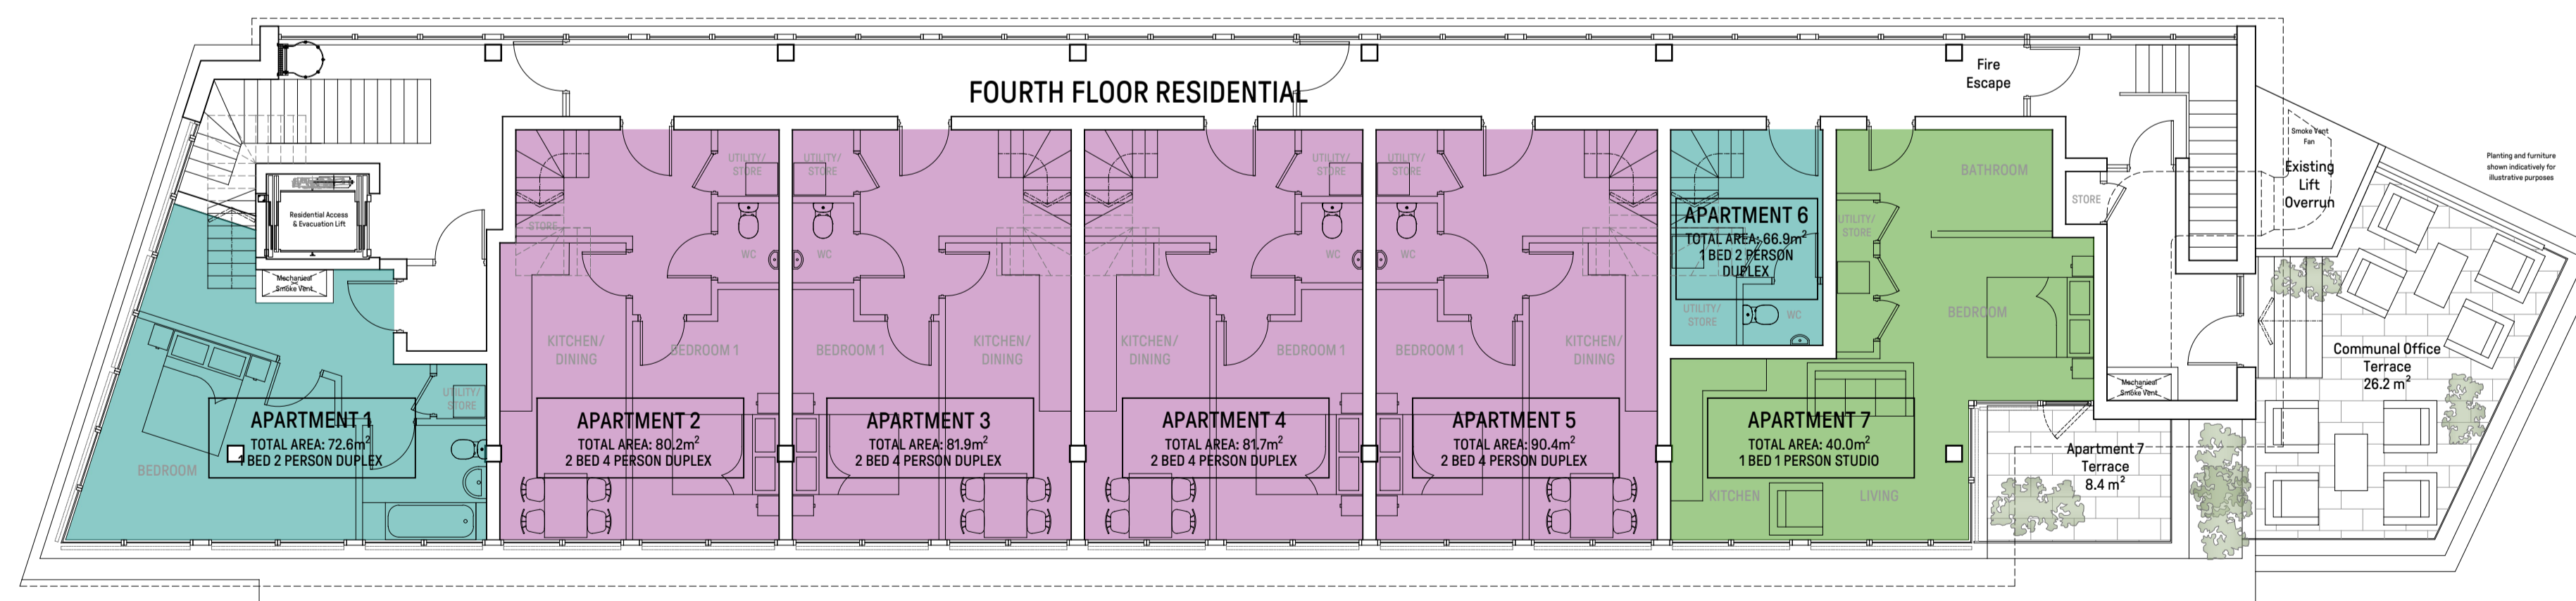 FOURTH FLOOR RESIDENTIAL
Fire
Escape
Smoke Vent
Fan
Existing
Lift
Overrun
Planting and furniture
shown indicatively for
illustrative purposes
Residential Access
& Evacuation Lift
Mechanical
Smoke Vent
BEDROOM
UTILITY/
STORE
APARTMENT 1
TOTAL AREA: 72.6m²
1 BED 2 PERSON DUPLEX
STORE
UTILITY/
STORE
WC
KITCHEN/
DINING
BEDROOM 1
APARTMENT 2
TOTAL AREA: 80.2m²
2 BED 4 PERSON DUPLEX
UTILITY/
STORE
WC
BEDROOM 1
KITCHEN/
DINING
APARTMENT 3
TOTAL AREA: 81.9m²
2 BED 4 PERSON DUPLEX
UTILITY/
STORE
WC
KITCHEN/
DINING
BEDROOM 1
APARTMENT 4
TOTAL AREA: 81.7m²
2 BED 4 PERSON DUPLEX
UTILITY/
STORE
WC
BEDROOM 1
KITCHEN/
DINING
APARTMENT 5
TOTAL AREA: 90.4m²
2 BED 4 PERSON DUPLEX
APARTMENT 6
TOTAL AREA: 66.9m²
1 BED 2 PERSON
DUPLEX
UTILITY/
STORE
WC
BATHROOM
UTILITY/
STORE
BEDROOM
APARTMENT 7
TOTAL AREA: 40.0m²
1 BED 1 PERSON STUDIO
KITCHEN
LIVING
STORE
Mechanical
Smoke Vent
Apartment 7
Terrace
8.4 m²
Communal Office
Terrace
26.2 m²